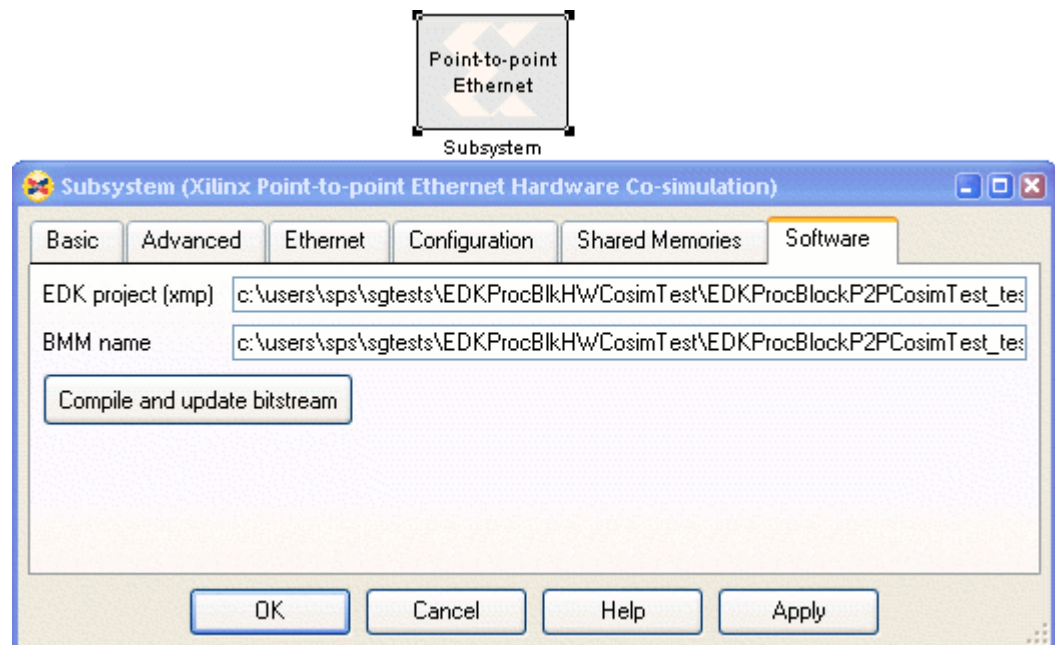 Point-to-point
Ethernet
Subsystem
Subsystem (Xilinx Point-to-point Ethernet Hardware Co-simulation)
Basic Advanced Ethernet Configuration Shared Memories Software
EDK project (xmp) c:\users\sps\sgtests\EDKProcBlkHWCosimTest\EDKProcBlockP2PCosimTest_tes
BMM name c:\users\sps\sgtests\EDKProcBlkHWCosimTest\EDKProcBlockP2PCosimTest_tes
Compile and update bitstream
OK Cancel Help Apply